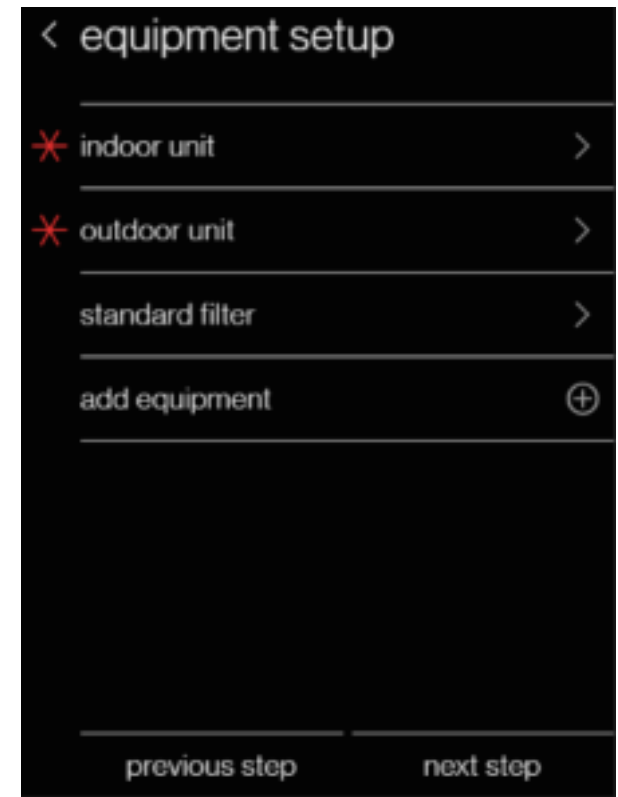 equipment setup
indoor unit
outdoor unit
standard filter
add equipment
previous step next step